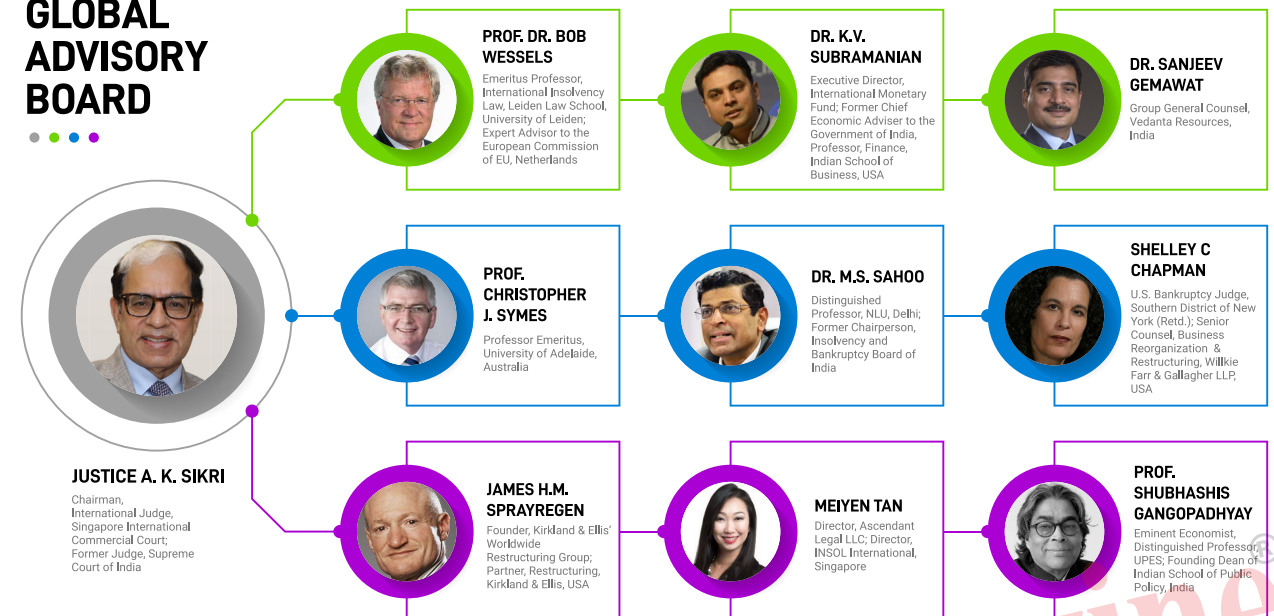 GLOBAL
ADVISORY
BOARD
PROF. DR. BOB
WESSELS
Emeritus Professor,
International Insolvency
Law, Leiden Law School,
University of Leiden;
Expert Advisor to the
European Commission
of EU, Netherlands
DR. K.V.
SUBRAMANIAN
Executive Director,
International Monetary
Fund; Former Chief
Economic Adviser to the
Government of India,
Professor, Finance,
Indian School of
Business, USA
DR. SANJEEV
GEMAWAT
Group General Counsel,
Vedanta Resources,
India
PROF.
CHRISTOPHER
J. SYMES
Professor Emeritus,
University of Adelaide,
Australia
DR. M.S. SAHOO
Distinguished
Professor, NLU, Delhi;
Former Chairperson,
Insolvency and
Bankruptcy Board of
India
SHELLEY C
CHAPMAN
U.S. Bankruptcy Judge,
Southern District of New
York (Retd.); Senior
Counsel, Business
Reorganization &
Restructuring, Willkie
Farr & Gallagher LLP,
USA
JUSTICE A. K. SIKRI
Chairman,
International Judge,
Singapore International
Commercial Court;
Former Judge, Supreme
Court of India
JAMES H.M.
SPRAYREGEN
Founder, Kirkland & Ellis'
Worldwide
Restructuring Group;
Partner, Restructuring,
Kirkland & Ellis, USA
MEIYEN TAN
Director, Ascendant
Legal LLC; Director,
INSOL International,
Singapore
PROF.
SHUBHASHIS
GANGOPADHYAY
Eminent Economist,
Distinguished Professor,
UPES; Founding Dean of
Indian School of Public
Policy, India
®